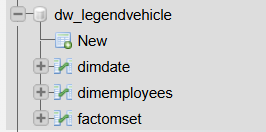 dw_legendvehicle
New
dimdate
dimemployees
factomset